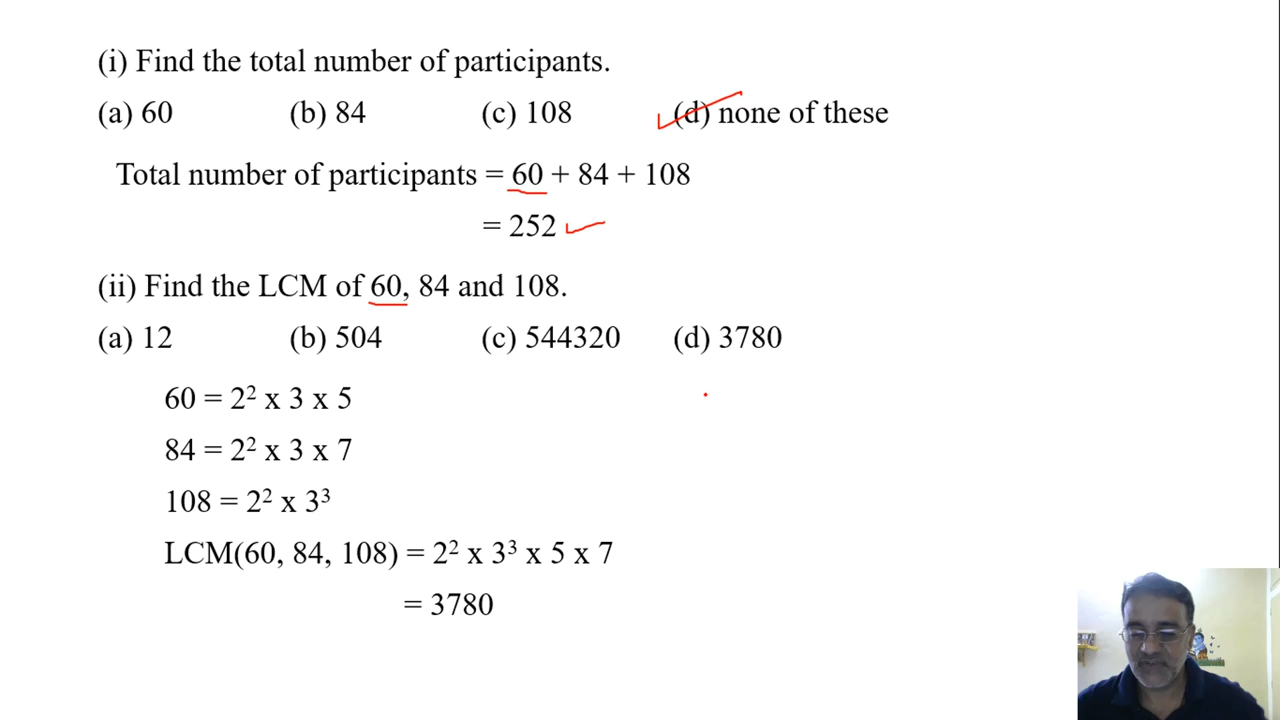 (i) Find the total number of participants.
(a) 60 (b) 84 (c) 108 (d) none of these
Total number of participants = 60 + 84 + 108
= 252
(ii) Find the LCM of 60, 84 and 108.
(a) 12 (b) 504 (c) 544320 (d) 3780
60 = 2² x 3 x 5
84 = 2² x 3 x 7
108 = 2² x 3³
LCM(60, 84, 108) = 2² x 3³ x 5 x 7
= 3780